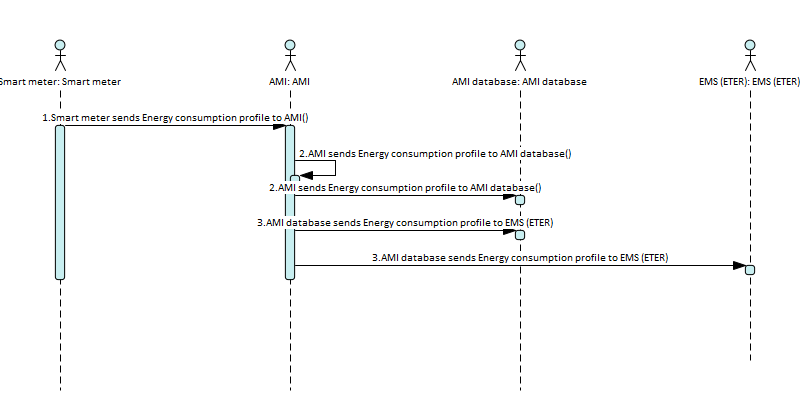 Smart meter: Smart meter
AMI: AMI
AMI database: AMI database
EMS (ETER): EMS (ETER)
1.Smart meter sends Energy consumption profile to AMI()
2.AMI sends Energy consumption profile to AMI database()
2.AMI sends Energy consumption profile to AMI database()
3.AMI database sends Energy consumption profile to EMS (ETER)
3.AMI database sends Energy consumption profile to EMS (ETER)